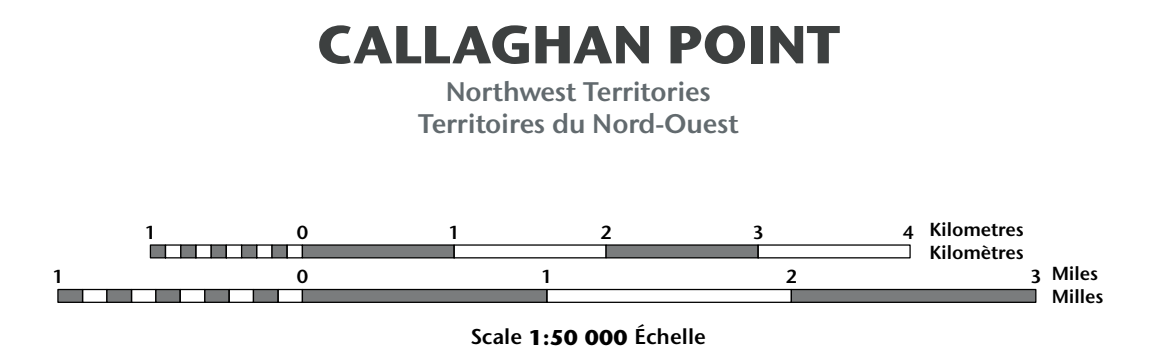 CALLAGHAN POINT
Northwest Territories
Territoires du Nord-Ouest
1 0 1 2 3 4 Kilometres
Kilomètres
1 0 1 2 3 Miles
Milles
Scale 1:50 000 Échelle